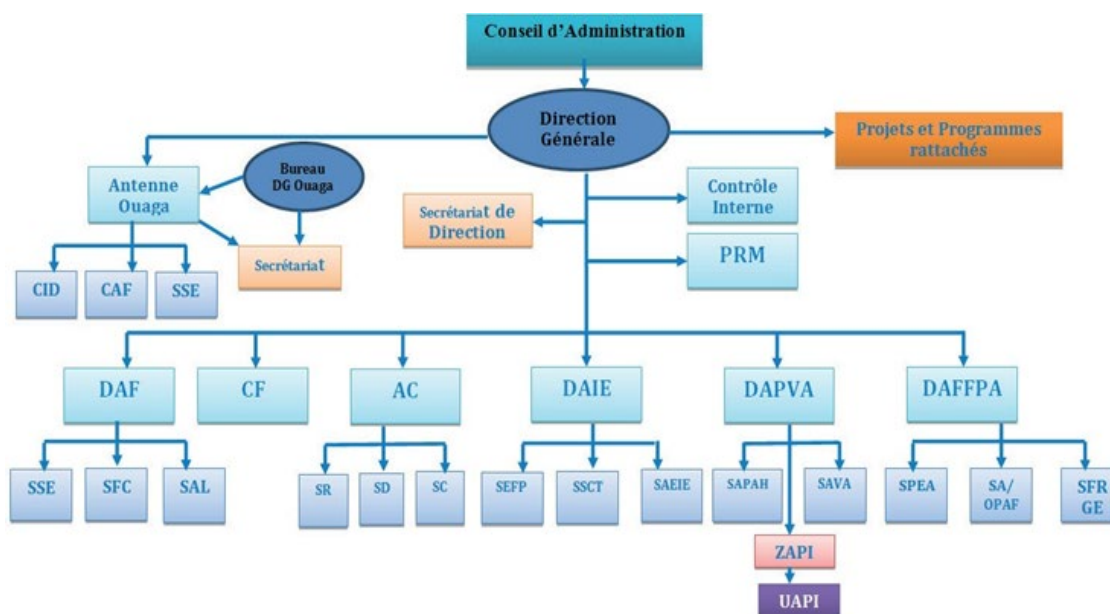 Conseil d'Administration
Direction
Générale
Projets et Programmes
rattachés
Bureau
DG Ouaga
Antenne
Ouaga
Secrétariat de
Direction
Contrôle
Interne
Secrétariat
PRM
CID
CAF
SSE
DAF
CF
AC
DAIE
DAPVA
DAFFPA
SSE
SFC
SAL
SR
SD
SC
SEFP
SSCT
SAEIE
SAPAH
SAVA
SPEA
SA/
OPAF
SFR
GE
ZAPI
UAPI